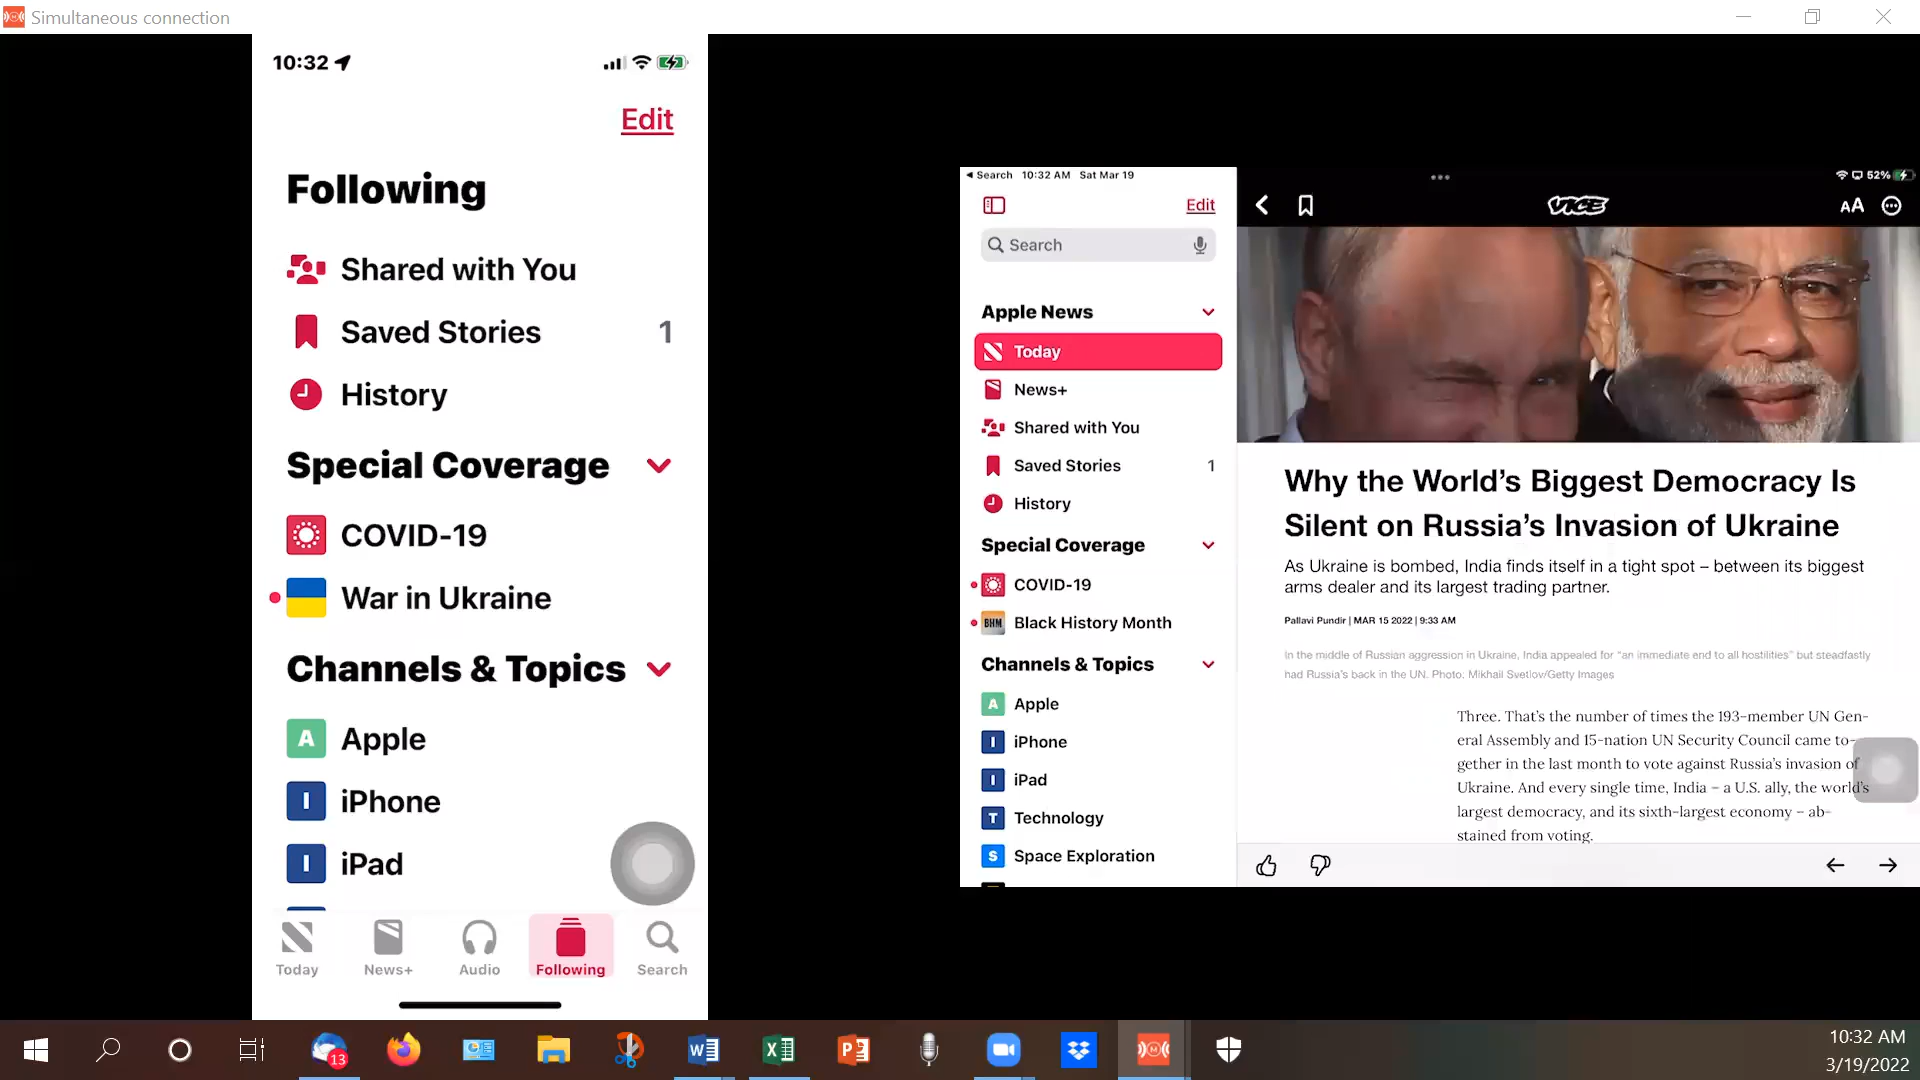 Simultaneous connection
10:32
Edit
Following
Shared with You
Saved Stories 1
History
Special Coverage
COVID-19
War in Ukraine
Channels & Topics
A Apple
I iPhone
I iPad
Today News+ Audio Following Search
Search 10:32 AM Sat Mar 19
Edit
Search
Apple News
Today
News+
Shared with You
Saved Stories 1
History
Special Coverage
COVID-19
BHM Black History Month
Channels & Topics
A Apple
I iPhone
I iPad
T Technology
S Space Exploration
52%
VICE
AA
Why the World's Biggest Democracy Is
Silent on Russia's Invasion of Ukraine
As Ukraine is bombed, India finds itself in a tight spot – between its biggest
arms dealer and its largest trading partner.
Pallavi Pundir | MAR 15 2022 | 9:33 AM
In the middle of Russian aggression in Ukraine, India appealed for "an immediate end to all hostilities" but steadfastly
had Russia's back in the UN. Photo. Mikhail Svetlov/Getty Images
Three. That's the number of times the 193-member UN Gen-
eral Assembly and 15-nation UN Security Council came to-
gether in the last month to vote against Russia's invasion of
Ukraine. And every single time, India – a U.S. ally, the world's
largest democracy, and its sixth-largest economy – ab-
stained from voting.
13
W
X
P
M
10:32 AM
3/19/2022